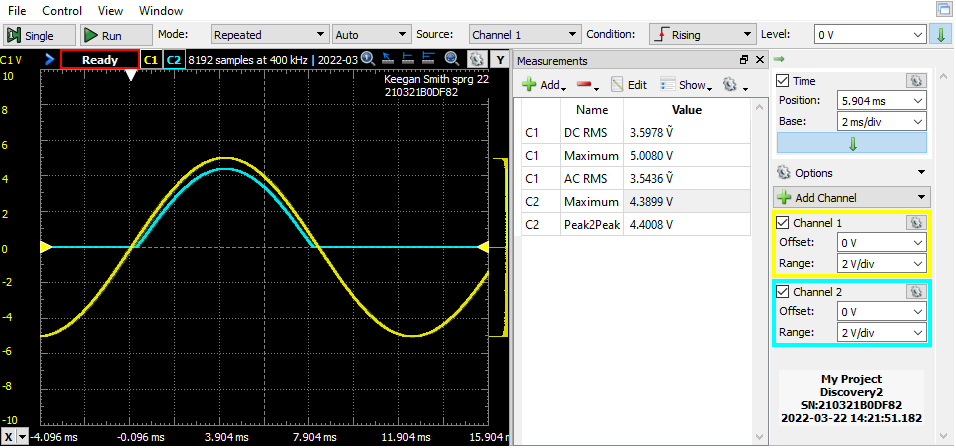 File Control View Window
Single Run Mode: Repeated Auto Source: Channel 1 Condition: Rising Level: 0 V
C1 V Ready C1 C2 8192 samples at 400 kHz | 2022-03 Y
Keegan Smith sprg 22
210321B0DF82
10
8
6
4
2
0
-2
-4
-6
-8
-10
X -4.096 ms -0.096 ms 3.904 ms 7.904 ms 11.904 ms 15.904 ms
Measurements
Add Edit Show
Name Value
C1 DC RMS 3.5978 Ṽ
C1 Maximum 5.0080 V
C1 AC RMS 3.5436 Ṽ
C2 Maximum 4.3899 V
C2 Peak2Peak 4.4008 V
Time
Position: 5.904 ms
Base: 2 ms/div
Options
Add Channel
Channel 1
Offset: 0 V
Range: 2 V/div
Channel 2
Offset: 0 V
Range: 2 V/div
My Project
Discovery2
SN:210321B0DF82
2022-03-22 14:21:51.182